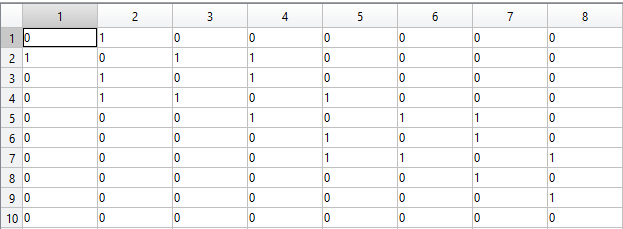 1 2 3 4 5 6 7 8
1 0 1 0 0 0 0 0 0
2 1 0 1 1 0 0 0 0
3 0 1 0 1 0 0 0 0
4 0 1 1 0 1 0 0 0
5 0 0 0 1 0 1 1 0
6 0 0 0 0 1 0 1 0
7 0 0 0 0 1 1 0 1
8 0 0 0 0 0 0 1 0
9 0 0 0 0 0 0 0 1
10 0 0 0 0 0 0 0 0